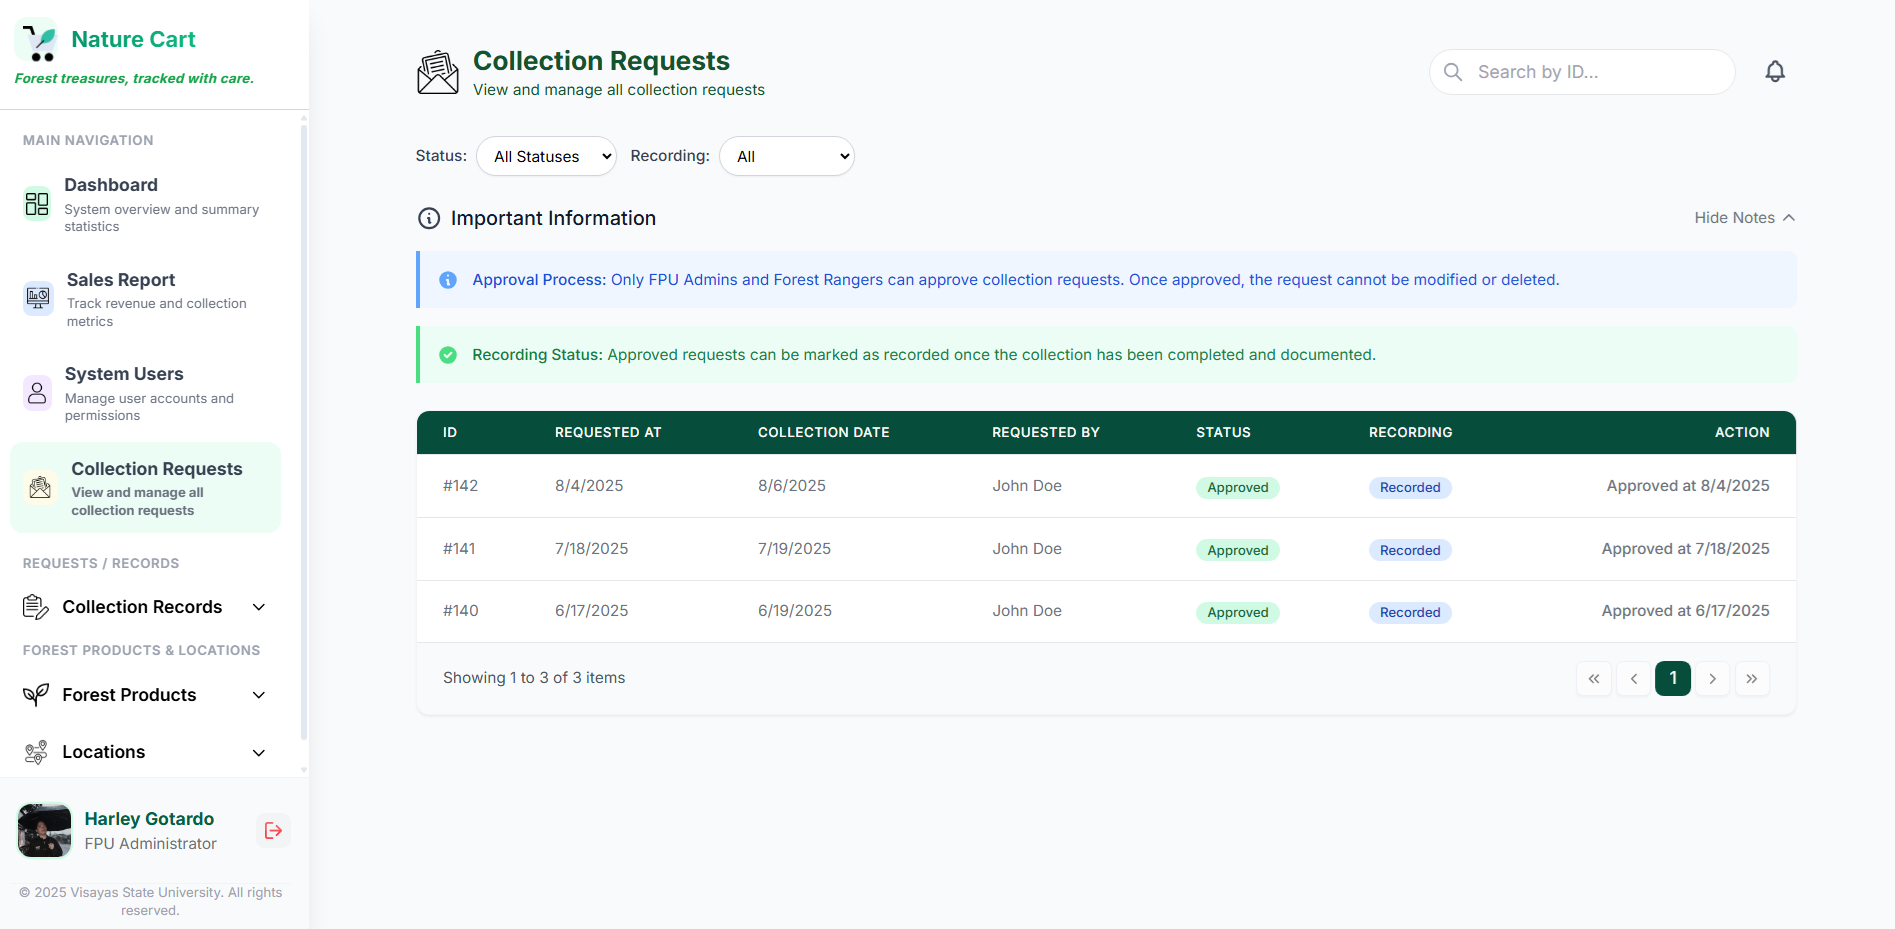 Nature Cart
Forest treasures, tracked with care.
MAIN NAVIGATION
Dashboard
System overview and summary
statistics
Sales Report
Track revenue and collection
metrics
System Users
Manage user accounts and
permissions
Collection Requests
View and manage all
collection requests
REQUESTS / RECORDS
Collection Records
FOREST PRODUCTS & LOCATIONS
Forest Products
Locations
Harley Gotardo
FPU Administrator
© 2025 Visayas State University. All rights
reserved.
Collection Requests
View and manage all collection requests
Search by ID...
Status: All Statuses Recording: All
Important Information Hide Notes
Approval Process: Only FPU Admins and Forest Rangers can approve collection requests. Once approved, the request cannot be modified or deleted.
Recording Status: Approved requests can be marked as recorded once the collection has been completed and documented.
ID REQUESTED AT COLLECTION DATE REQUESTED BY STATUS RECORDING ACTION
#142 8/4/2025 8/6/2025 John Doe Approved Recorded Approved at 8/4/2025
#141 7/18/2025 7/19/2025 John Doe Approved Recorded Approved at 7/18/2025
#140 6/17/2025 6/19/2025 John Doe Approved Recorded Approved at 6/17/2025
Showing 1 to 3 of 3 items « ‹ 1 › »